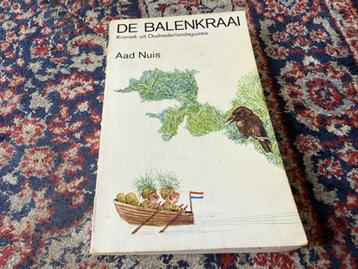 DE BALENKRAAI
Kroniek uit Oudnederlandsguinea
Aad Nuis